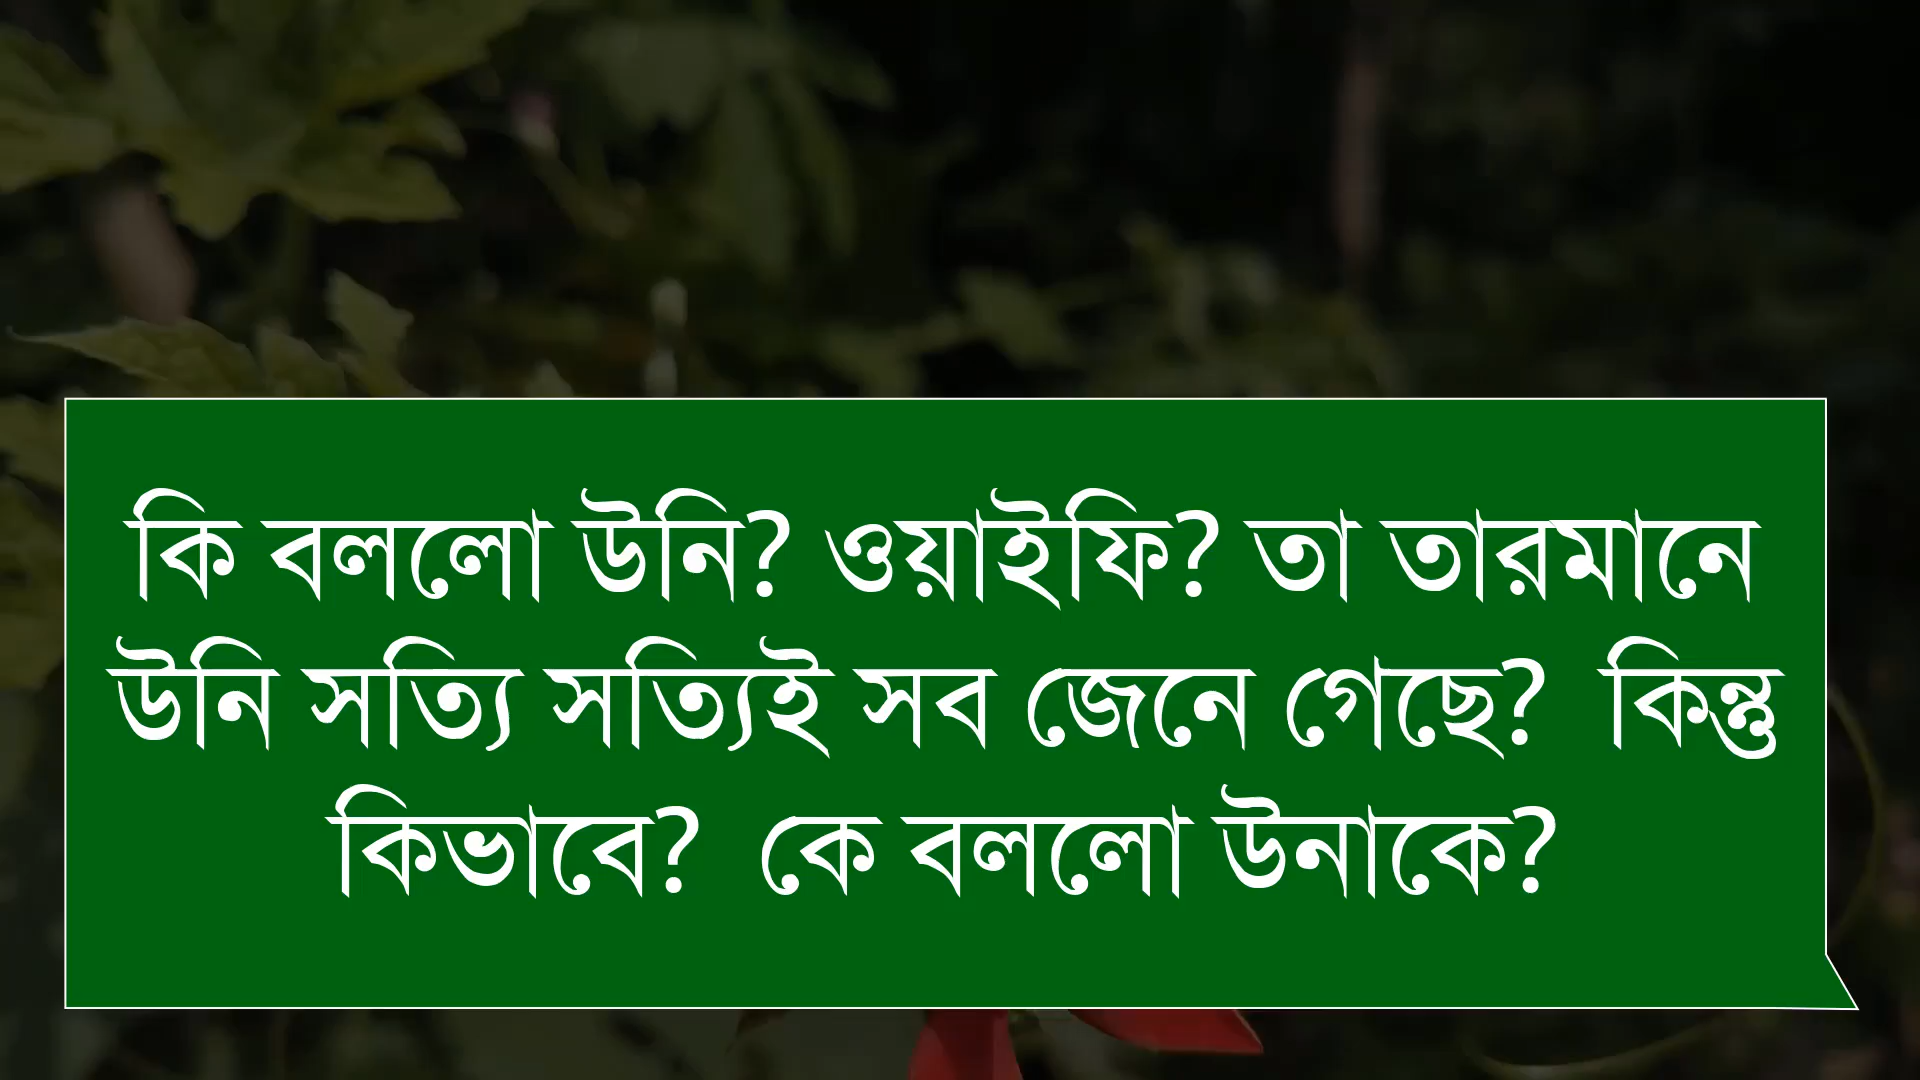 কি বললো উনি? ওয়াইফি? তা তারমানে
উনি সত্যি সত্যিই সব জেনে গেছে?  কিন্তু
কিভাবে?  কে বললো উনাকে?